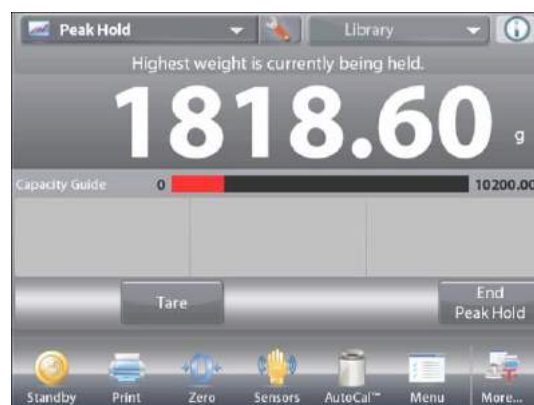 Peak Hold
Library
Highest weight is currently being held.
1818.60 g
Capacity Guide 0 10200.00
Tare
End
Peak Hold
Standby Print Zero Sensors AutoCal™ Menu More...